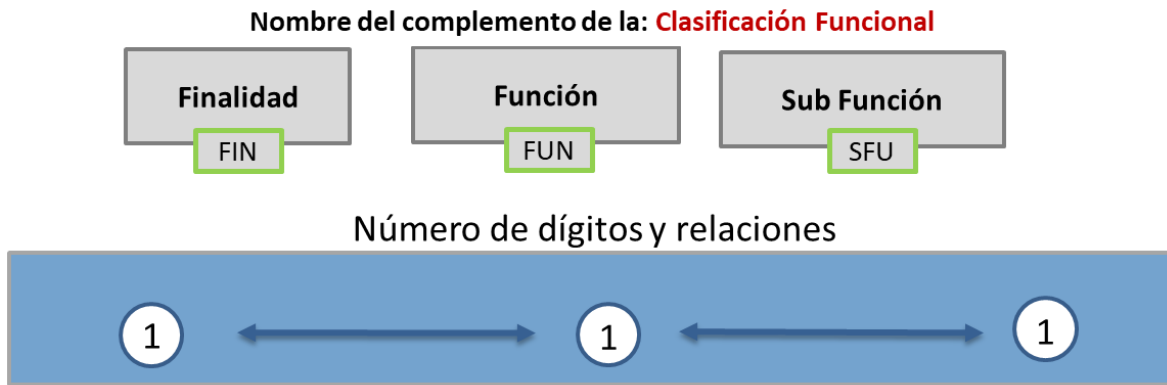 Nombre del complemento de la: Clasificación Funcional
Finalidad
Función
Sub Función
FIN
FUN
SFU
Número de dígitos y relaciones
1
1
1